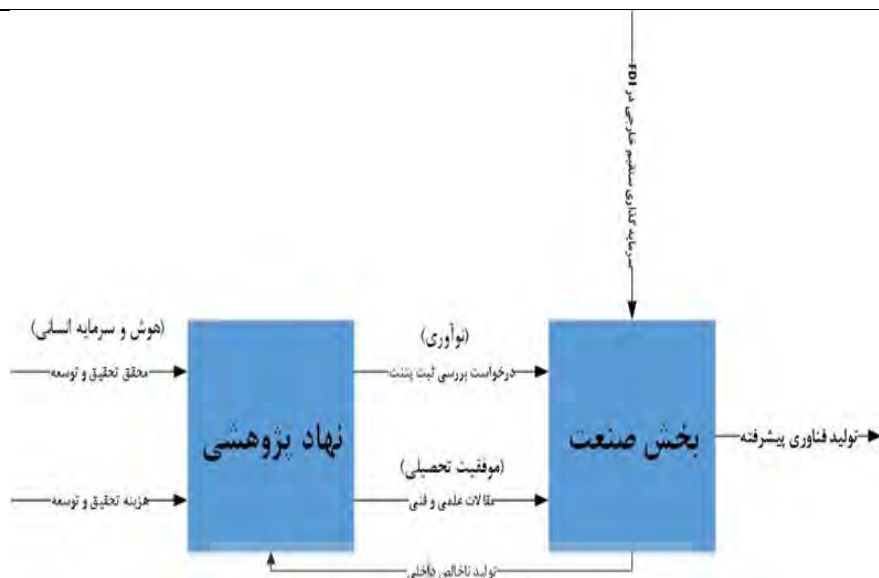 سرمایه گذاری مستقیم خارجی در FDI
(هوش و سرمایه انسانی)
محقق تحقیق و توسعه
هزینه تحقیق و توسعه
نهاد پژوهشی
(نوآوری)
درخواست بررسی ثبت پتنت
(موفقیت تحصیلی)
مقالات علمی و فنی
بخش صنعت
تولید فناوری پیشرفته
تولید ناخالص داخلی